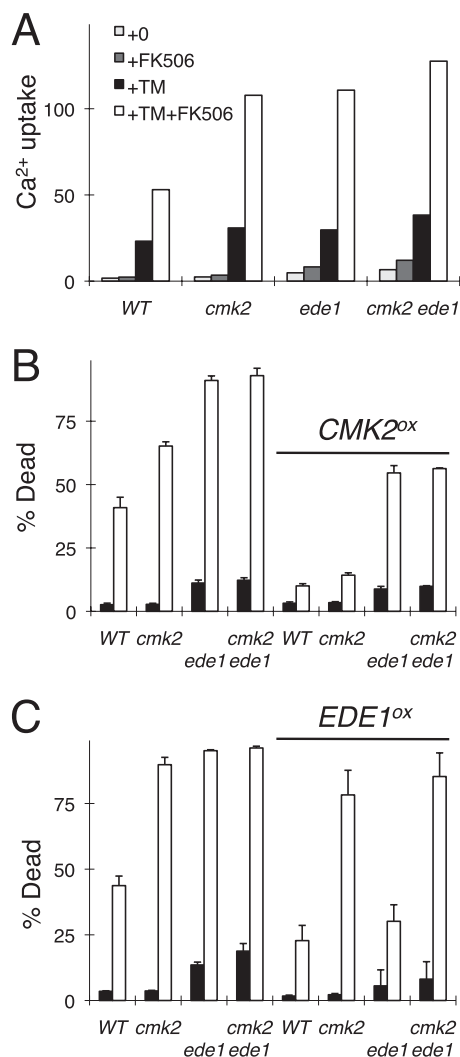 A
+0
+FK506
+TM
+TM+FK506
Ca2+ uptake
100
50
0
WT cmk2 ede1 cmk2 ede1
B
CMK2ox
% Dead
75
50
25
0
WT cmk2 cmk2 WT cmk2 cmk2
ede1 ede1 ede1 ede1
C
EDE1ox
% Dead
75
50
25
0
WT cmk2 cmk2 WT cmk2 cmk2
ede1 ede1 ede1 ede1